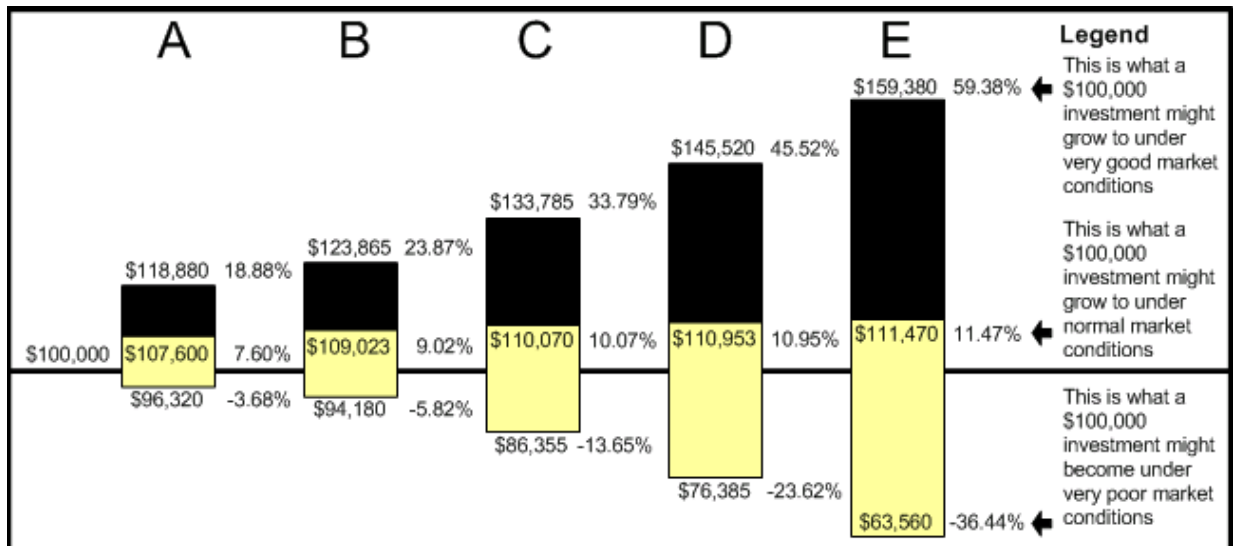 A B C D E
Legend
This is what a
$100,000
investment might
grow to under
very good market
conditions
$159,380 59.38%
$145,520 45.52%
$133,785 33.79%
$123,865 23.87%
$118,880 18.88%
This is what a
$100,000
investment might
grow to under
normal market
conditions
$100,000 $107,600 7.60% $109,023 9.02% $110,070 10.07% $110,953 10.95% $111,470 11.47%
$96,320 -3.68% $94,180 -5.82%
$86,355 -13.65%
$76,385 -23.62%
$63,560 -36.44%
This is what a
$100,000
investment might
become under
very poor market
conditions